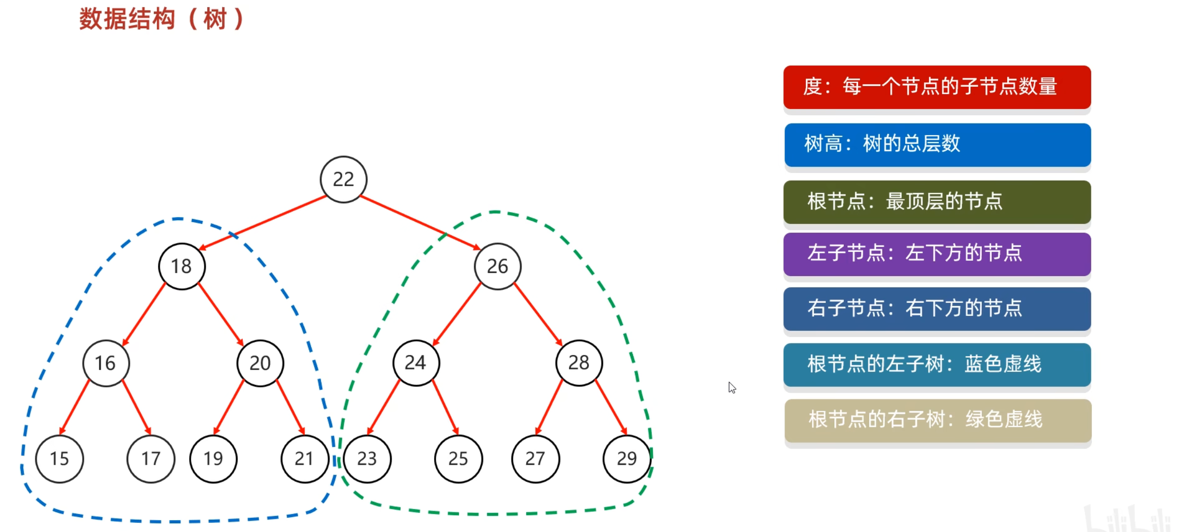 数据结构（树）
22
18
26
16
20
24
28
15
17
19
21
23
25
27
29
度：每一个节点的子节点数量
树高：树的总层数
根节点：最顶层的节点
左子节点：左下方的节点
右子节点：右下方的节点
根节点的左子树：蓝色虚线
根节点的右子树：绿色虚线